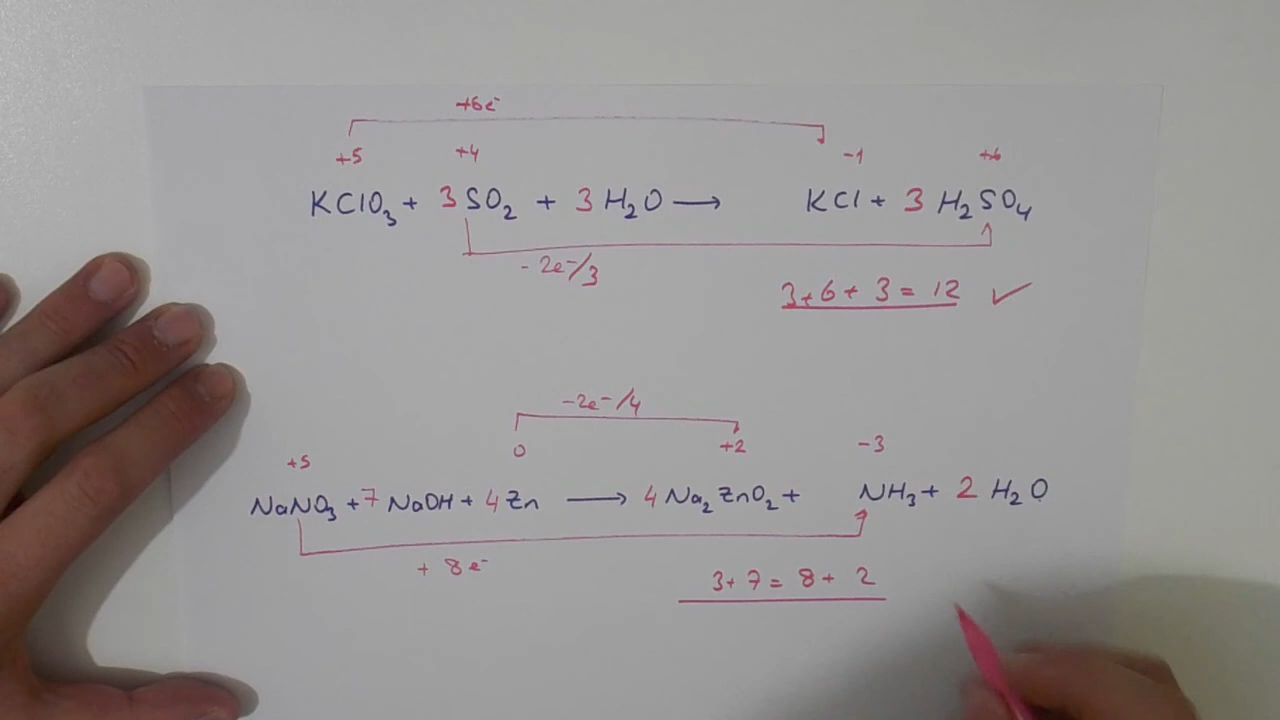 +6e⁻
+5 +4 -1 +6
KClO₃ + 3 SO₂ + 3 H₂O → KCl + 3 H₂SO₄
- 2e⁻/3
3+6+3=12 ✓
-2e⁻/4
+5 0 +2 -3
NaNO₃ + 7 NaOH + 4 Zn → 4 Na₂ZnO₂ + NH₃ + 2 H₂O
+ 8e⁻
3+7=8+2